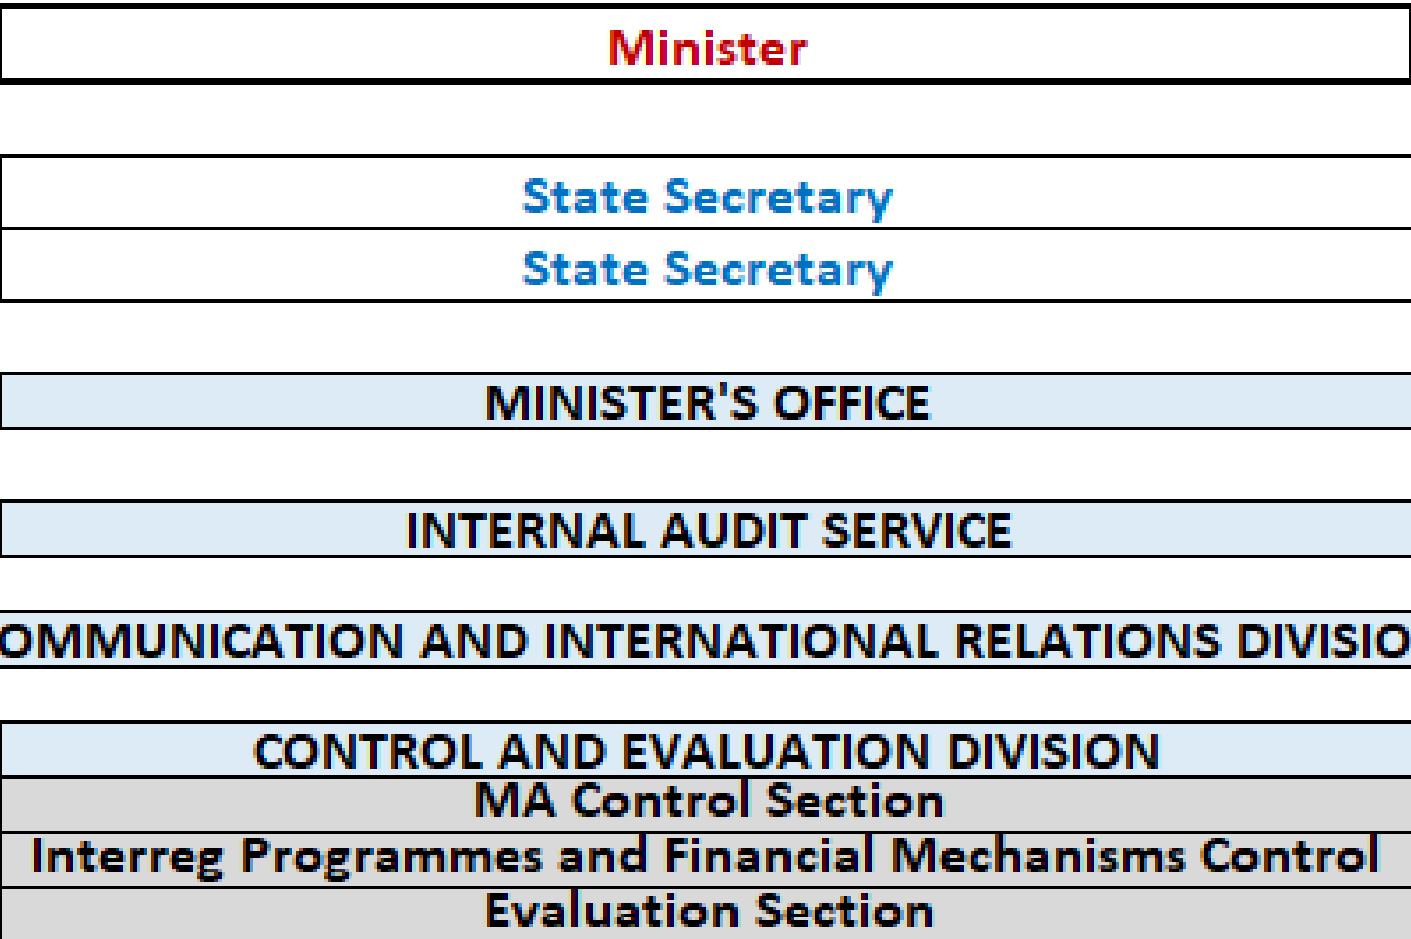 Minister
State Secretary
State Secretary
MINISTER'S OFFICE
INTERNAL AUDIT SERVICE
OMMUNICATION AND INTERNATIONAL RELATIONS DIVISIO
CONTROL AND EVALUATION DIVISION
MA Control Section
Interreg Programmes and Financial Mechanisms Control
Evaluation Section